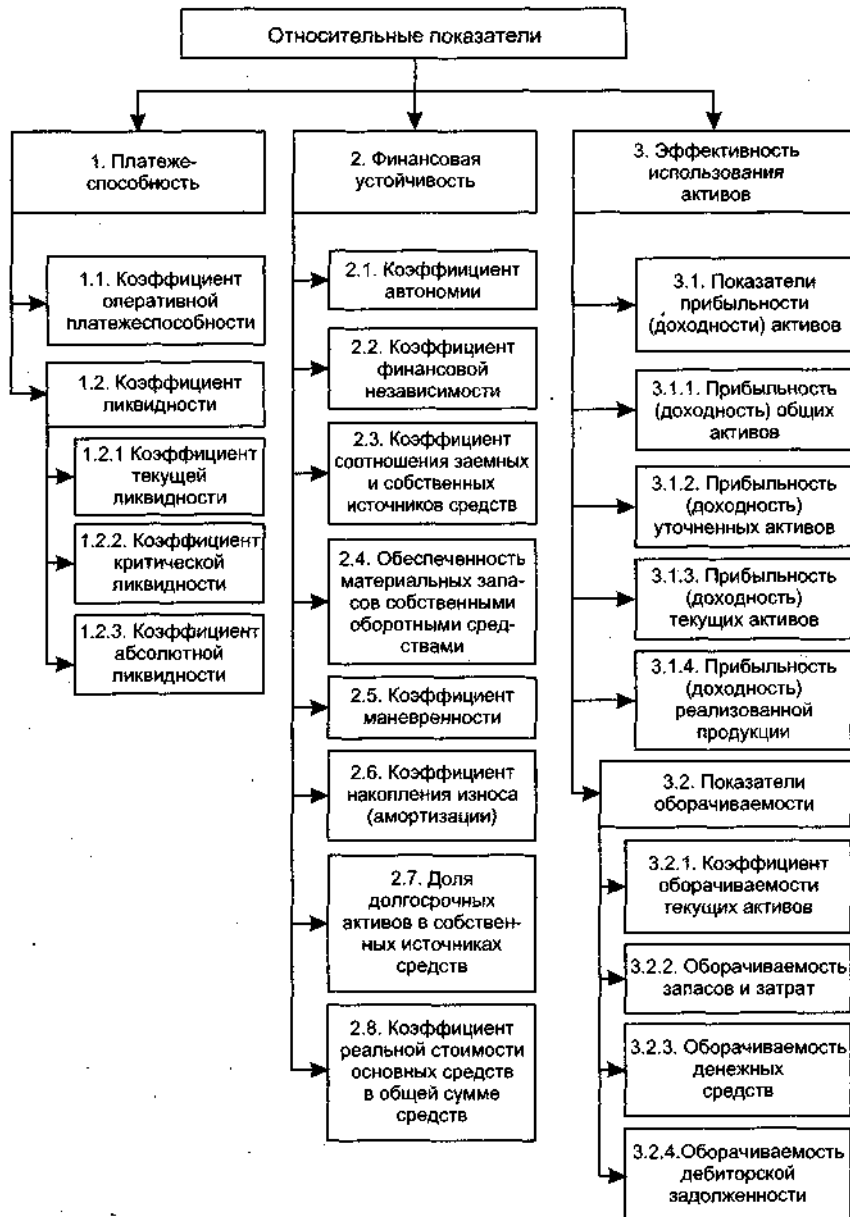 Относительные показатели
1. Платеже-
способность
1.1. Коэффициент
оперативной
платежеспособности
1.2. Коэффициент
ликвидности
1.2.1 Коэффициент
текущей
ликвидности
1.2.2. Коэффициент
критической
ликвидности
1.2.3. Коэффициент
абсолютной
ликвидности
2. Финансовая
устойчивость
2.1. Коэффиициент
автономии
2.2. Коэффициент
финансовой
независимости
2.3. Коэффициент
соотношения заемных
и собственных
источников средств
2.4. Обеспеченность
материальных запа-
сов собственными
оборотными сред-
ствами
2.5. Коэффициент
маневренности
2.6. Коэффициент
накопления износа
(амортизации)
2.7. Доля
долгосрочных
активов в собствен-
ных источниках
средств
2.8. Коэффициент
реальной стоимости
основных средств
в общей сумме
средств
3. Эффективность
использования
активов
3.1. Показатели
прибыльности
(доходности) активов
3.1.1. Прибыльность
(доходность) общих
активов
3.1.2. Прибыльность
(доходность)
уточненных активов
3.1.3. Прибыльность
(доходность)
текущих активов
3.1.4. Прибыльность
(доходность)
реализованной
продукции
3.2. Показатели
оборачиваемости
3.2.1. Коэффициент
оборачиваемости
текущих активов
3.2.2. Оборачиваемость
запасов и затрат
3.2.3. Оборачиваемость
денежных
средств
3.2.4.Оборачиваемость
дебиторской
задолженности